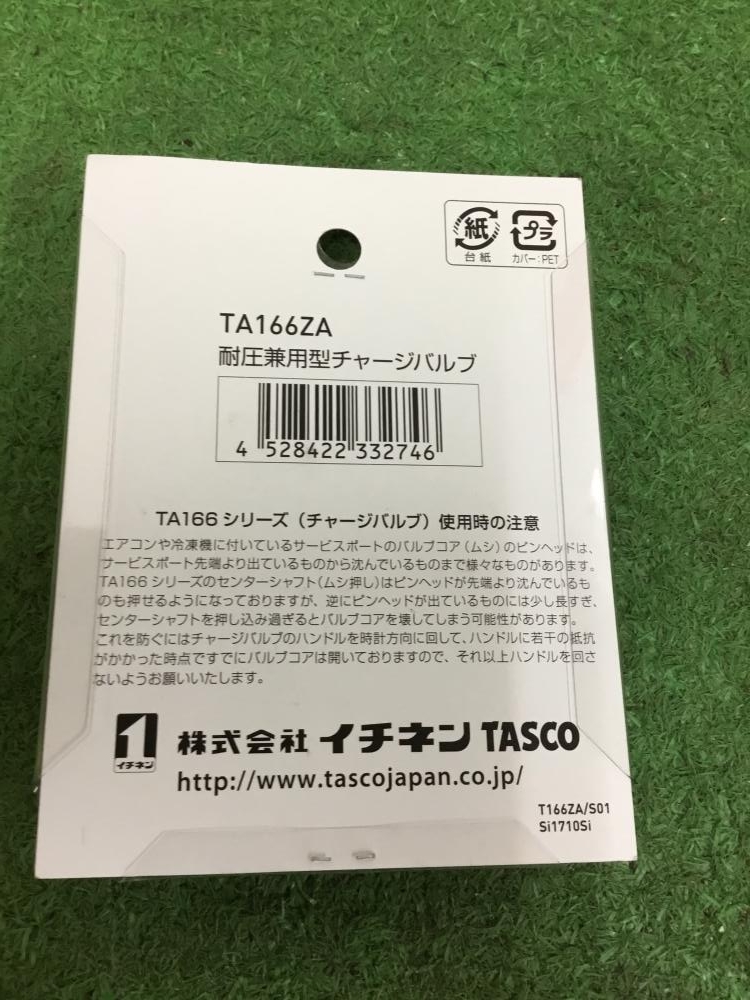 紙
プラ
台紙
カバー:PET
TA166ZA
耐圧兼用型チャージバルブ
4 528422 332746
TA166シリーズ（チャージバルブ）使用時の注意
エアコンや冷凍機に付いているサービスポートのバルブコア（ムシ）のピンヘッドは、
サービスポート先端より出ているものから沈んでいるものまで様々なものがあります。
TA166シリーズのセンターシャフト（ムシ押し）はピンヘッドが先端より沈んでいるも
のも押せるようになっておりますが、逆にピンヘッドが出ているものには少し長すぎ、
センターシャフトを押し込み過ぎるとバルブコアを壊してしまう可能性があります。
これを防ぐにはチャージバルブのハンドルを時計方向に回して、ハンドルに若干の抵抗
がかかった時点ですでにバルブコアは開いておりますので、それ以上ハンドルを回さ
ないようお願いいたします。
イチネン
株式会社イチネンTASCO
http://www.tascojapan.co.jp/
T166ZA/S01
Si1710Si